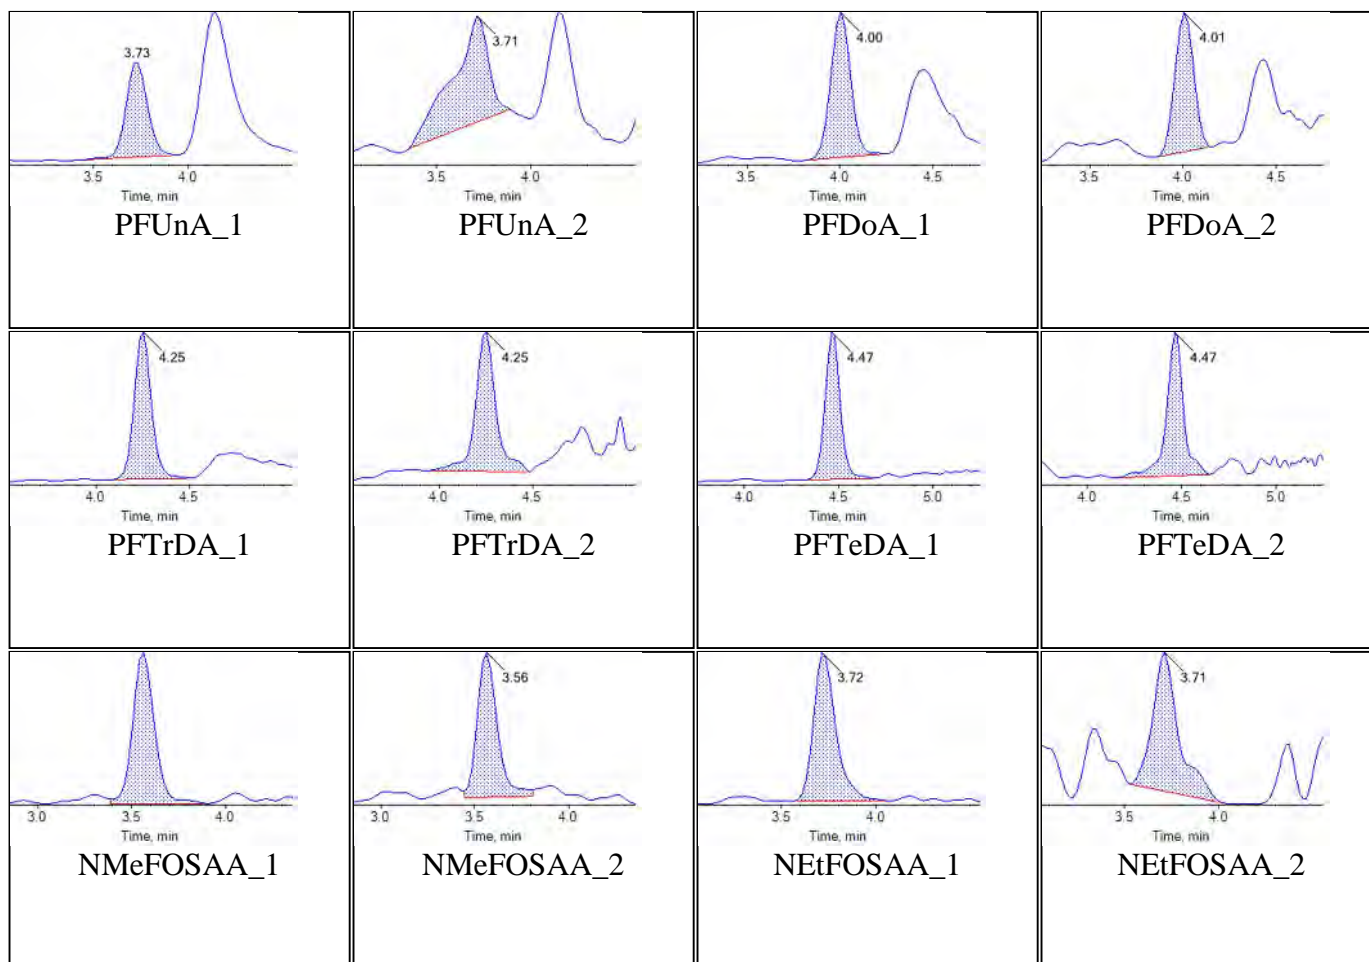 3.73
3.5 4.0
Time, min
PFUnA_1
3.71
3.5 4.0
Time, min
PFUnA_2
4.00
3.5 4.0 4.5
Time, min
PFDoA_1
4.01
3.5 4.0 4.5
Time, min
PFDoA_2
4.25
4.0 4.5
Time, min
PFTrDA_1
4.25
4.0 4.5
Time, min
PFTrDA_2
4.47
4.0 4.5 5.0
Time, min
PFTeDA_1
4.47
4.0 4.5 5.0
Time, min
PFTeDA_2
3.0 3.5 4.0
Time, min
NMeFOSAA_1
3.56
3.0 3.5 4.0
Time, min
NMeFOSAA_2
3.72
3.5 4.0
Time, min
NEtFOSAA_1
3.71
3.5 4.0
Time, min
NEtFOSAA_2